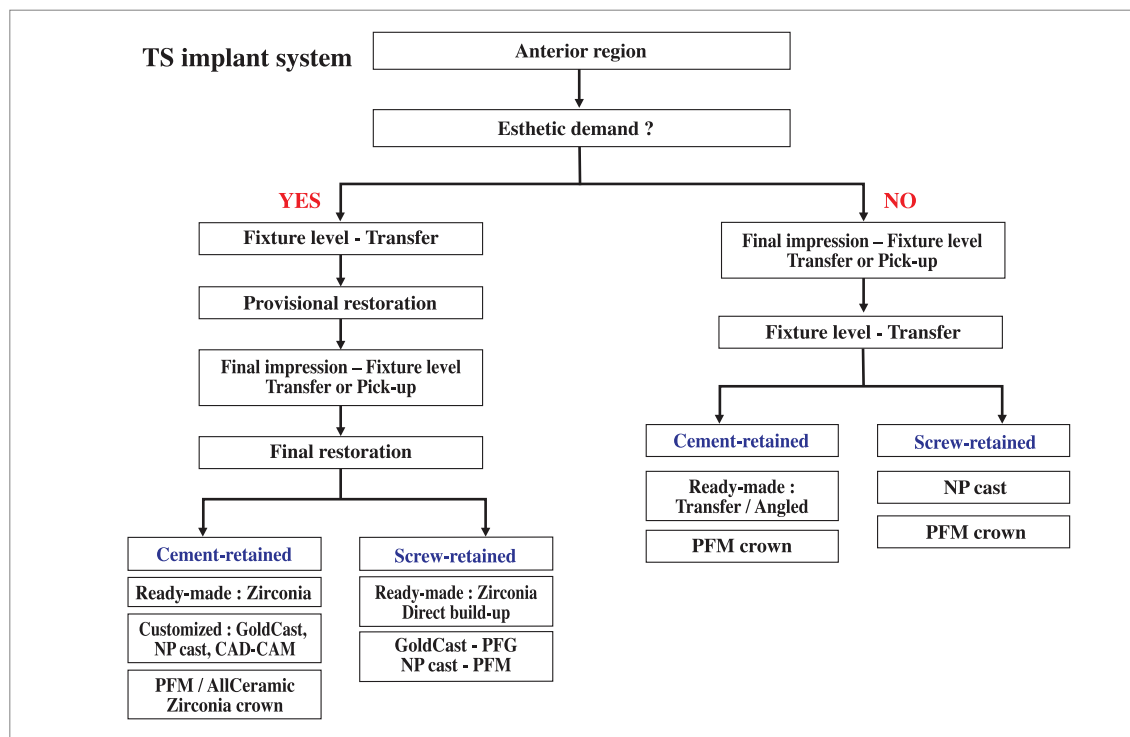 TS implant system
Anterior region
Esthetic demand ?
YES
Fixture level - Transfer
Provisional restoration
Final impression – Fixture level
Transfer or Pick-up
Final restoration
Cement-retained
Ready-made : Zirconia
Customized : GoldCast,
NP cast, CAD-CAM
PFM / AllCeramic
Zirconia crown
Screw-retained
Ready-made : Zirconia
Direct build-up
GoldCast - PFG
NP cast - PFM
NO
Final impression – Fixture level
Transfer or Pick-up
Fixture level - Transfer
Cement-retained
Ready-made :
Transfer / Angled
PFM crown
Screw-retained
NP cast
PFM crown